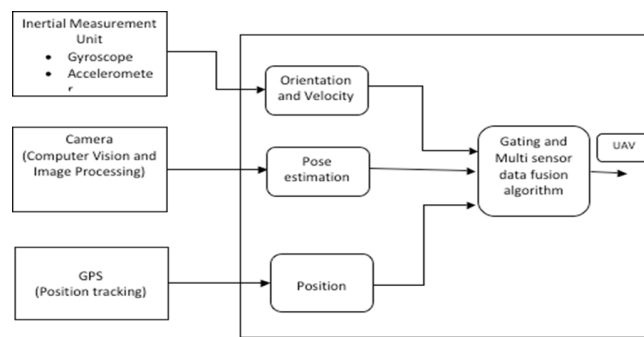 Inertial Measurement
Unit
• Gyroscope
• Acceleromete
r
Orientation
and Velocity
Camera
(Computer Vision and
Image Processing)
Pose
estimation
Gating and
Multi sensor
data fusion
algorithm
UAV
GPS
(Position tracking)
Position